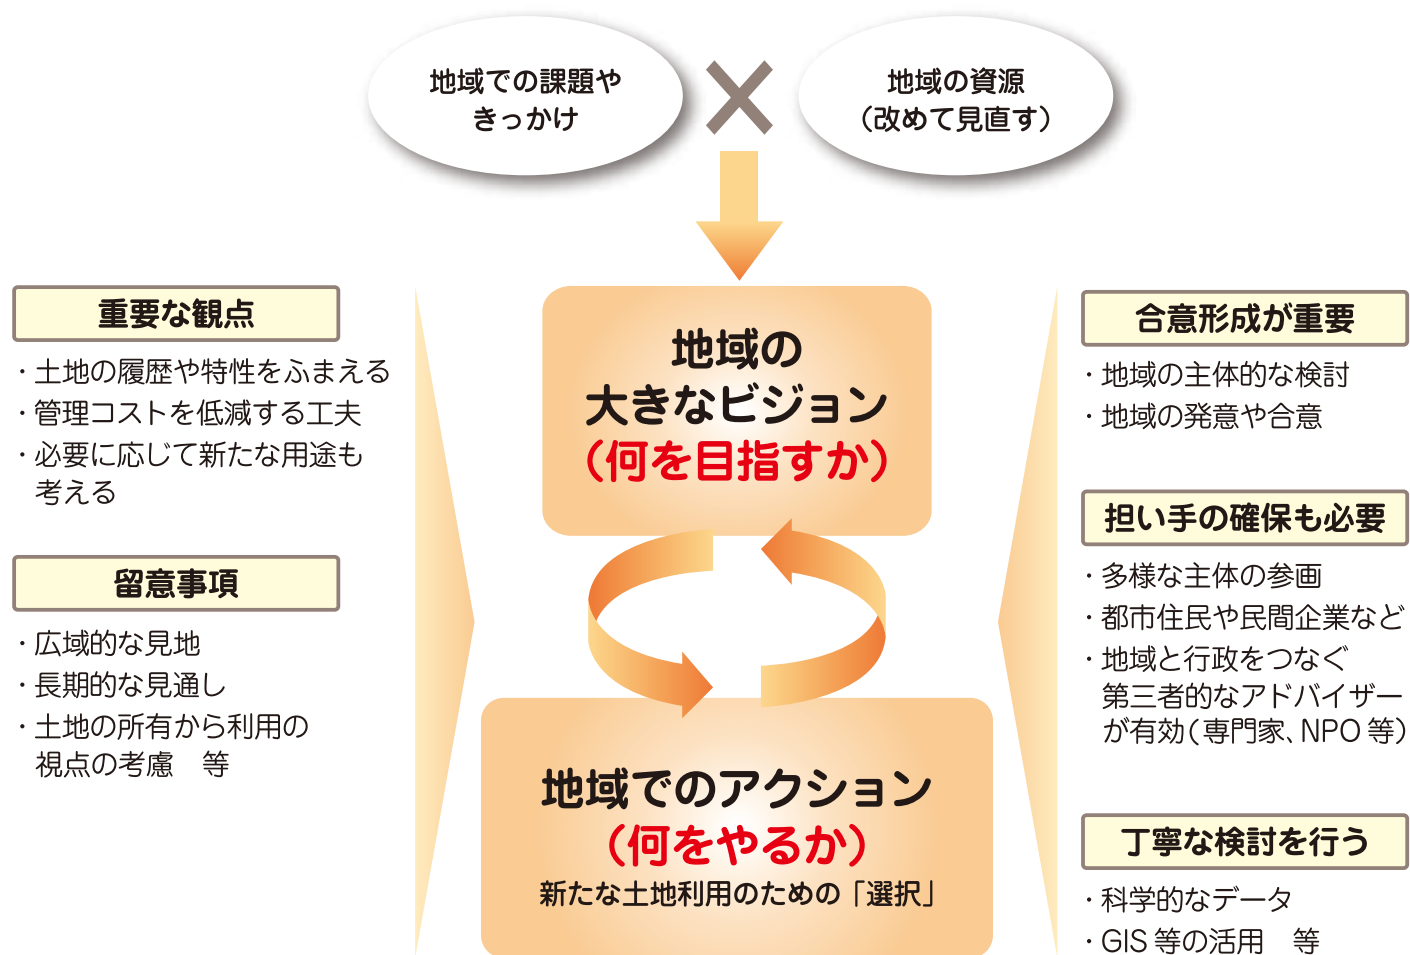 地域での課題や
きっかけ
地域の資源
（改めて見直す）
重要な観点
・土地の履歴や特性をふまえる
・管理コストを低減する工夫
・必要に応じて新たな用途も
考える
留意事項
・広域的な見地
・長期的な見通し
・土地の所有から利用の
視点の考慮　等
地域の
大きなビジョン
（何を目指すか）
地域でのアクション
（何をやるか）
新たな土地利用のための「選択」
合意形成が重要
・地域の主体的な検討
・地域の発意や合意
担い手の確保も必要
・多様な主体の参画
・都市住民や民間企業など
・地域と行政をつなぐ
第三者的なアドバイザー
が有効（専門家、NPO 等）
丁寧な検討を行う
・科学的なデータ
・GIS 等の活用　等